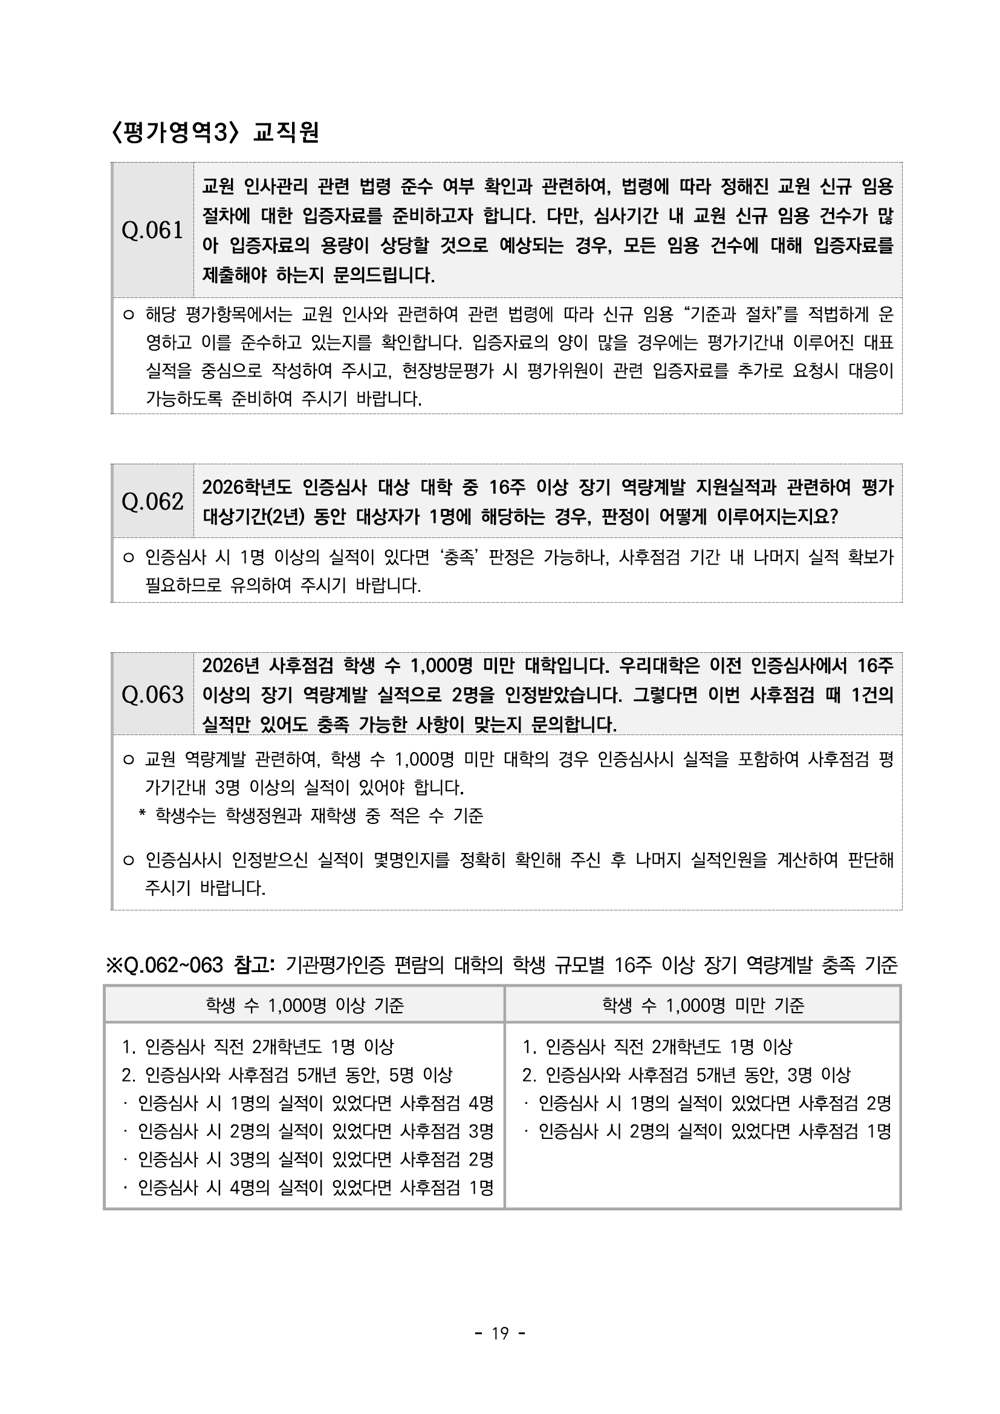 〈평가영역3〉 교직원
Q.061
교원 인사관리 관련 법령 준수 여부 확인과 관련하여, 법령에 따라 정해진 교원 신규 임용
절차에 대한 입증자료를 준비하고자 합니다. 다만, 심사기간 내 교원 신규 임용 건수가 많
아 입증자료의 용량이 상당할 것으로 예상되는 경우, 모든 임용 건수에 대해 입증자료를
제출해야 하는지 문의드립니다.
ㅇ 해당 평가항목에서는 교원 인사와 관련하여 관련 법령에 따라 신규 임용 “기준과 절차”를 적법하게 운
영하고 이를 준수하고 있는지를 확인합니다. 입증자료의 양이 많을 경우에는 평가기간내 이루어진 대표
실적을 중심으로 작성하여 주시고, 현장방문평가 시 평가위원이 관련 입증자료를 추가로 요청시 대응이
가능하도록 준비하여 주시기 바랍니다.
Q.062
2026학년도 인증심사 대상 대학 중 16주 이상 장기 역량계발 지원실적과 관련하여 평가
대상기간(2년) 동안 대상자가 1명에 해당하는 경우, 판정이 어떻게 이루어지는지요?
ㅇ 인증심사 시 1명 이상의 실적이 있다면 ‘충족’ 판정은 가능하나, 사후점검 기간 내 나머지 실적 확보가
필요하므로 유의하여 주시기 바랍니다.
Q.063
2026년 사후점검 학생 수 1,000명 미만 대학입니다. 우리대학은 이전 인증심사에서 16주
이상의 장기 역량계발 실적으로 2명을 인정받았습니다. 그렇다면 이번 사후점검 때 1건의
실적만 있어도 충족 가능한 사항이 맞는지 문의합니다.
ㅇ 교원 역량계발 관련하여, 학생 수 1,000명 미만 대학의 경우 인증심사시 실적을 포함하여 사후점검 평
가기간내 3명 이상의 실적이 있어야 합니다.
* 학생수는 학생정원과 재학생 중 적은 수 기준
ㅇ 인증심사시 인정받으신 실적이 몇명인지를 정확히 확인해 주신 후 나머지 실적인원을 계산하여 판단해
주시기 바랍니다.
※Q.062~063 참고: 기관평가인증 편람의 대학의 학생 규모별 16주 이상 장기 역량계발 충족 기준
학생 수 1,000명 이상 기준
1. 인증심사 직전 2개학년도 1명 이상
2. 인증심사와 사후점검 5개년 동안, 5명 이상
· 인증심사 시 1명의 실적이 있었다면 사후점검 4명
· 인증심사 시 2명의 실적이 있었다면 사후점검 3명
· 인증심사 시 3명의 실적이 있었다면 사후점검 2명
· 인증심사 시 4명의 실적이 있었다면 사후점검 1명
학생 수 1,000명 미만 기준
1. 인증심사 직전 2개학년도 1명 이상
2. 인증심사와 사후점검 5개년 동안, 3명 이상
· 인증심사 시 1명의 실적이 있었다면 사후점검 2명
· 인증심사 시 2명의 실적이 있었다면 사후점검 1명
- 19 -